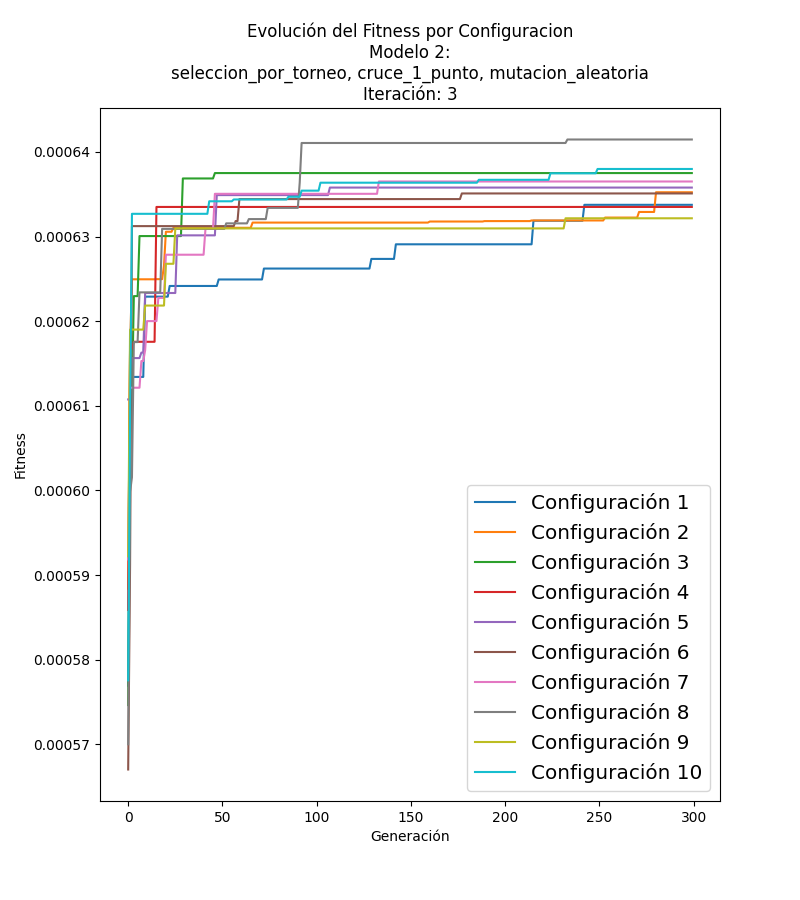 Evolución del Fitness por Configuracion
Modelo 2:
seleccion_por_torneo, cruce_1_punto, mutacion_aleatoria
Iteración: 3
0.00064
0.00063
0.00062
0.00061
0.00060
0.00059
0.00058
0.00057
Fitness
0 50 100 150 200 250 300
Generación
Configuración 1
Configuración 2
Configuración 3
Configuración 4
Configuración 5
Configuración 6
Configuración 7
Configuración 8
Configuración 9
Configuración 10